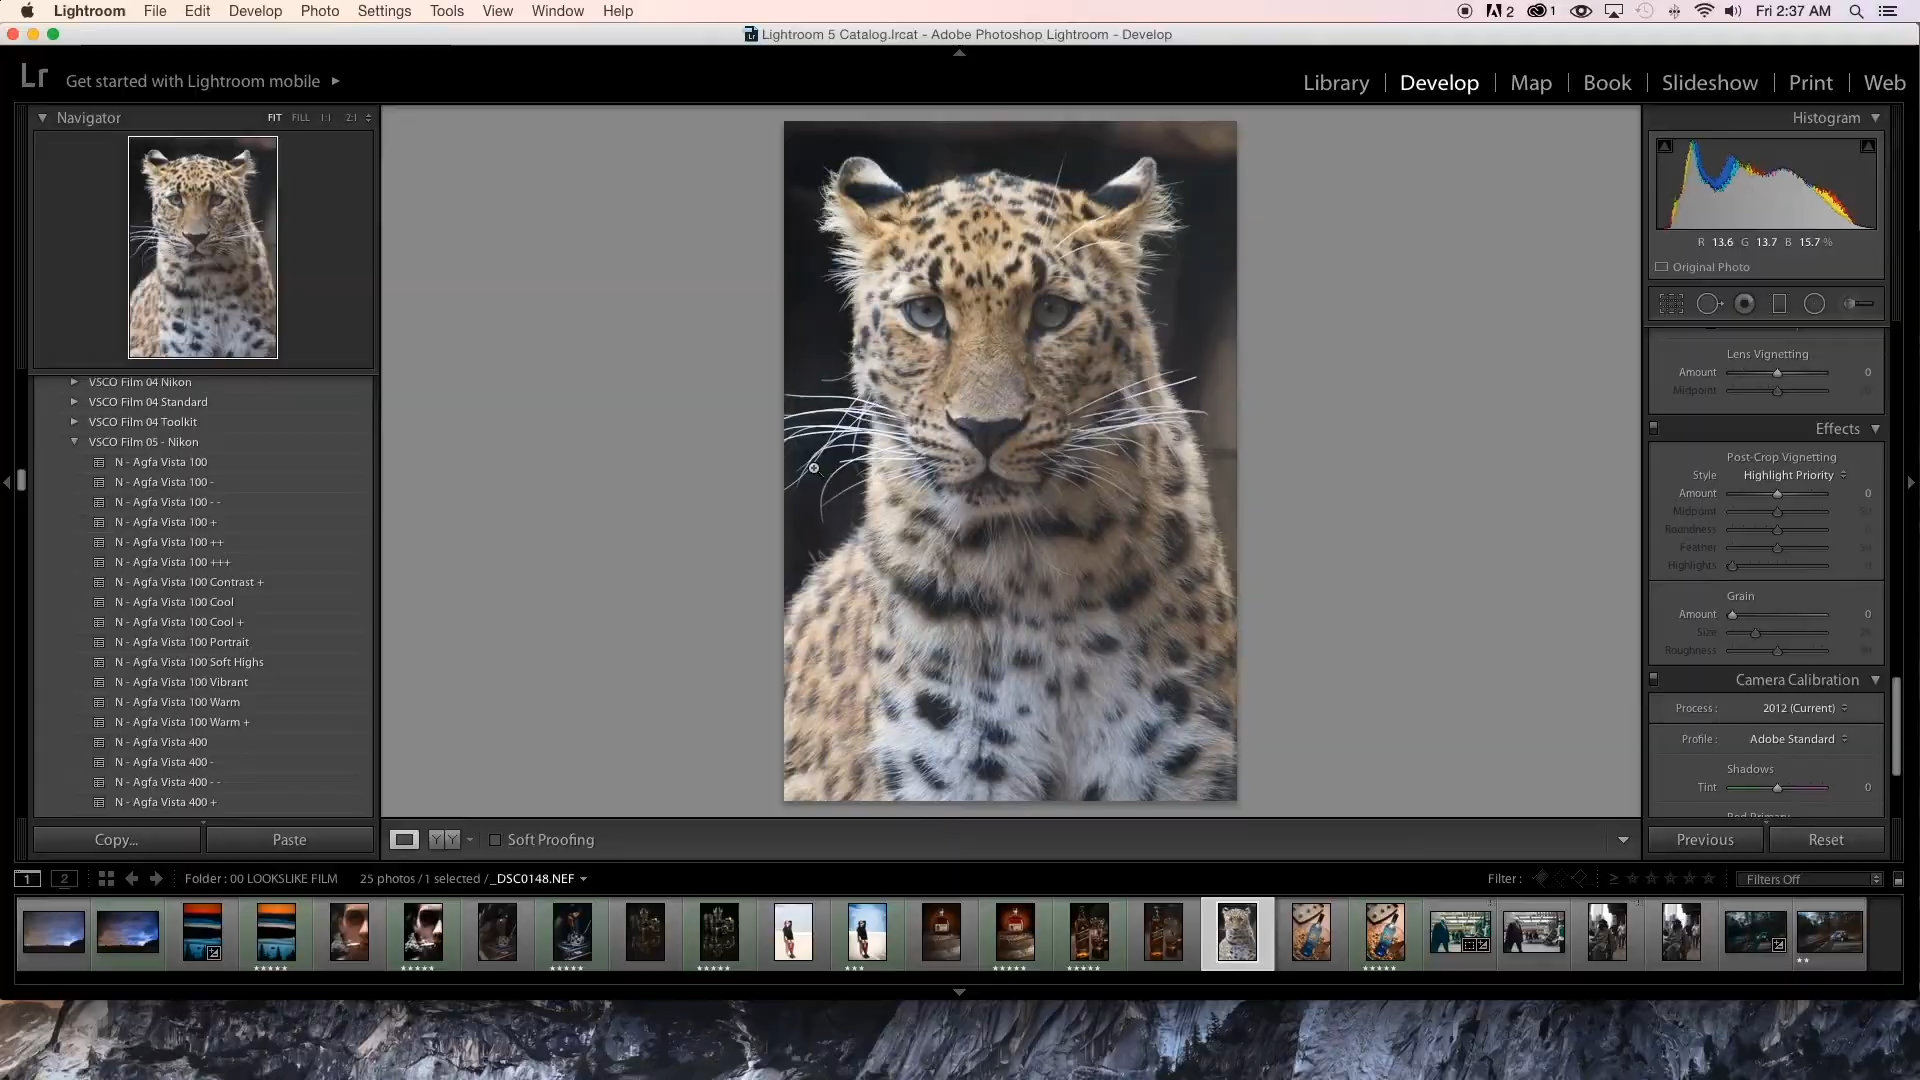 Lightroom File Edit Develop Photo Settings Tools View Window Help 2 1 Fri 2:37 AM
Lightroom 5 Catalog.lrcat - Adobe Photoshop Lightroom - Develop
Lr Get started with Lightroom mobile
Library | Develop | Map | Book | Slideshow | Print | Web
Navigator FIT FILL 1:1 2:1
VSCO Film 04 Nikon
VSCO Film 04 Standard
VSCO Film 04 Toolkit
VSCO Film 05 - Nikon
N - Agfa Vista 100
N - Agfa Vista 100 -
N - Agfa Vista 100 - -
N - Agfa Vista 100 +
N - Agfa Vista 100 ++
N - Agfa Vista 100 +++
N - Agfa Vista 100 Contrast +
N - Agfa Vista 100 Cool
N - Agfa Vista 100 Cool +
N - Agfa Vista 100 Portrait
N - Agfa Vista 100 Soft Highs
N - Agfa Vista 100 Vibrant
N - Agfa Vista 100 Warm
N - Agfa Vista 100 Warm +
N - Agfa Vista 400
N - Agfa Vista 400 -
N - Agfa Vista 400 - -
N - Agfa Vista 400 +
Copy... Paste
Soft Proofing
Histogram
R 13.6 G 13.7 B 15.7 %
Original Photo
Lens Vignetting
Amount 0
Midpoint
Effects
Post-Crop Vignetting
Style Highlight Priority
Amount 0
Midpoint
Roundness
Feather
Highlights
Grain
Amount 0
Size
Roughness
Camera Calibration
Process : 2012 (Current)
Profile : Adobe Standard
Shadows
Tint 0
Previous Reset
1 2 Folder : 00 LOOKSLIKE FILM 25 photos / 1 selected / _DSC0148.NEF
Filter : Filters Off